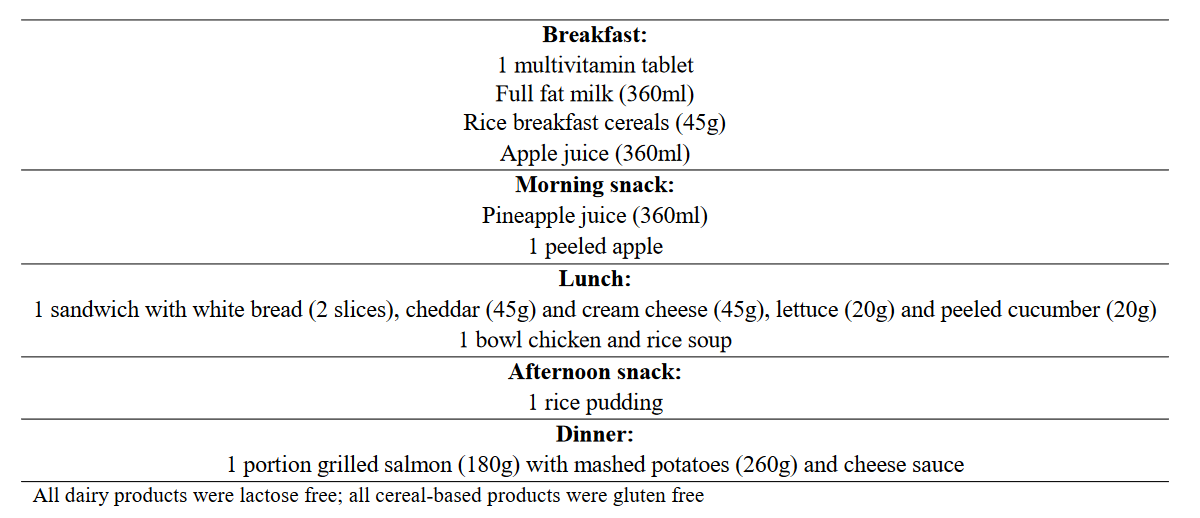 Breakfast:
1 multivitamin tablet
Full fat milk (360ml)
Rice breakfast cereals (45g)
Apple juice (360ml)
Morning snack:
Pineapple juice (360ml)
1 peeled apple
Lunch:
1 sandwich with white bread (2 slices), cheddar (45g) and cream cheese (45g), lettuce (20g) and peeled cucumber (20g)
1 bowl chicken and rice soup
Afternoon snack:
1 rice pudding
Dinner:
1 portion grilled salmon (180g) with mashed potatoes (260g) and cheese sauce
All dairy products were lactose free; all cereal-based products were gluten free